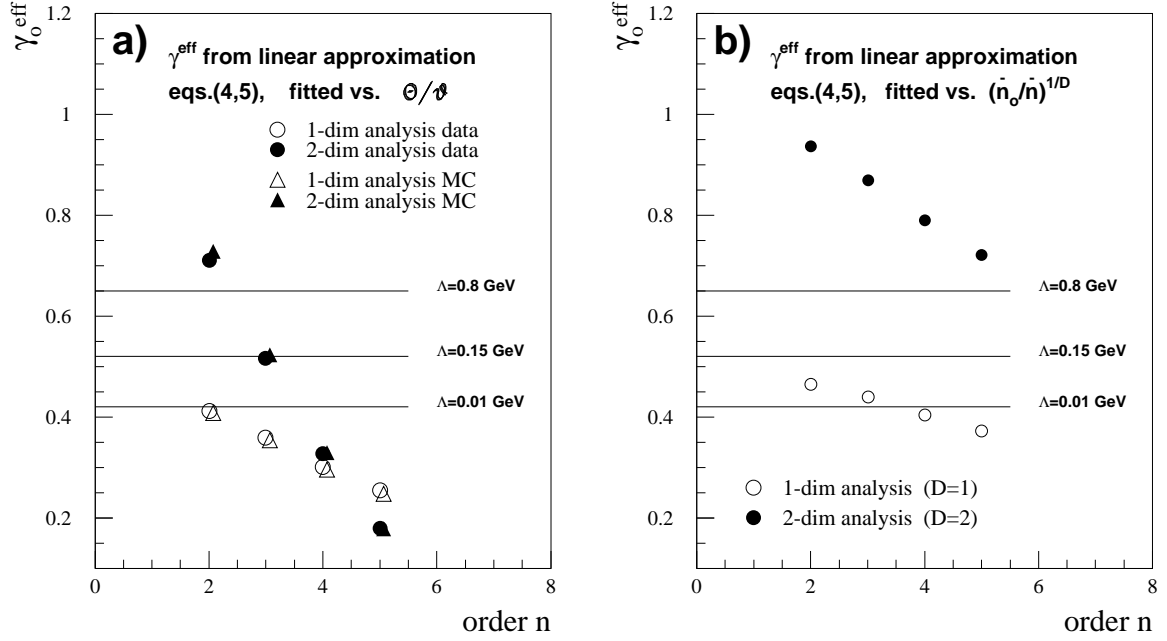 a)
γ^eff from linear approximation
eqs.(4,5), fitted vs. Θ/ϑ
1-dim analysis data
2-dim analysis data
1-dim analysis MC
2-dim analysis MC
Λ=0.8 GeV
Λ=0.15 GeV
Λ=0.01 GeV
γ_o^eff
1.2
1
0.8
0.6
0.4
0.2
0 2 4 6 8
order n
b)
γ^eff from linear approximation
eqs.(4,5), fitted vs. (n̄_o/n̄)^1/D
Λ=0.8 GeV
Λ=0.15 GeV
Λ=0.01 GeV
1-dim analysis (D=1)
2-dim analysis (D=2)
γ_o^eff
1.2
1
0.8
0.6
0.4
0.2
0 2 4 6 8
order n